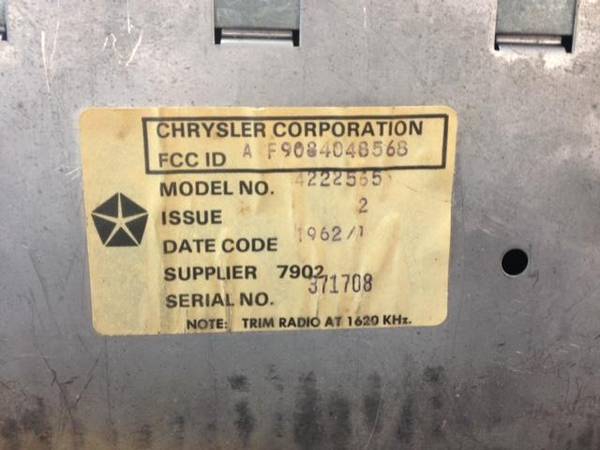 CHRYSLER CORPORATION
FCC ID A F9084048568
MODEL NO. 4222565
ISSUE 2
DATE CODE 1962/1
SUPPLIER 7902
SERIAL NO. 371708
NOTE: TRIM RADIO AT 1620 KHz.